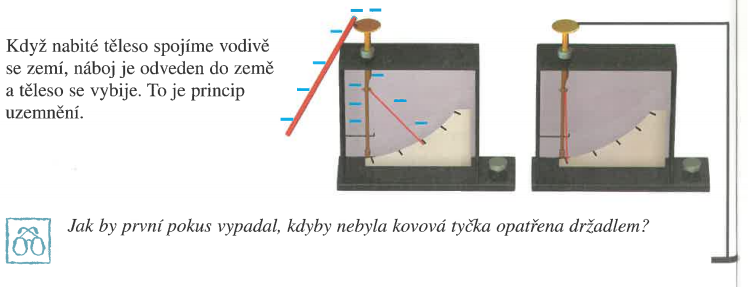 Když nabité těleso spojíme vodivě
se zemí, náboj je odveden do země
a těleso se vybije. To je princip
uzemnění.
Jak by první pokus vypadal, kdyby nebyla kovová tyčka opatřena držadlem?